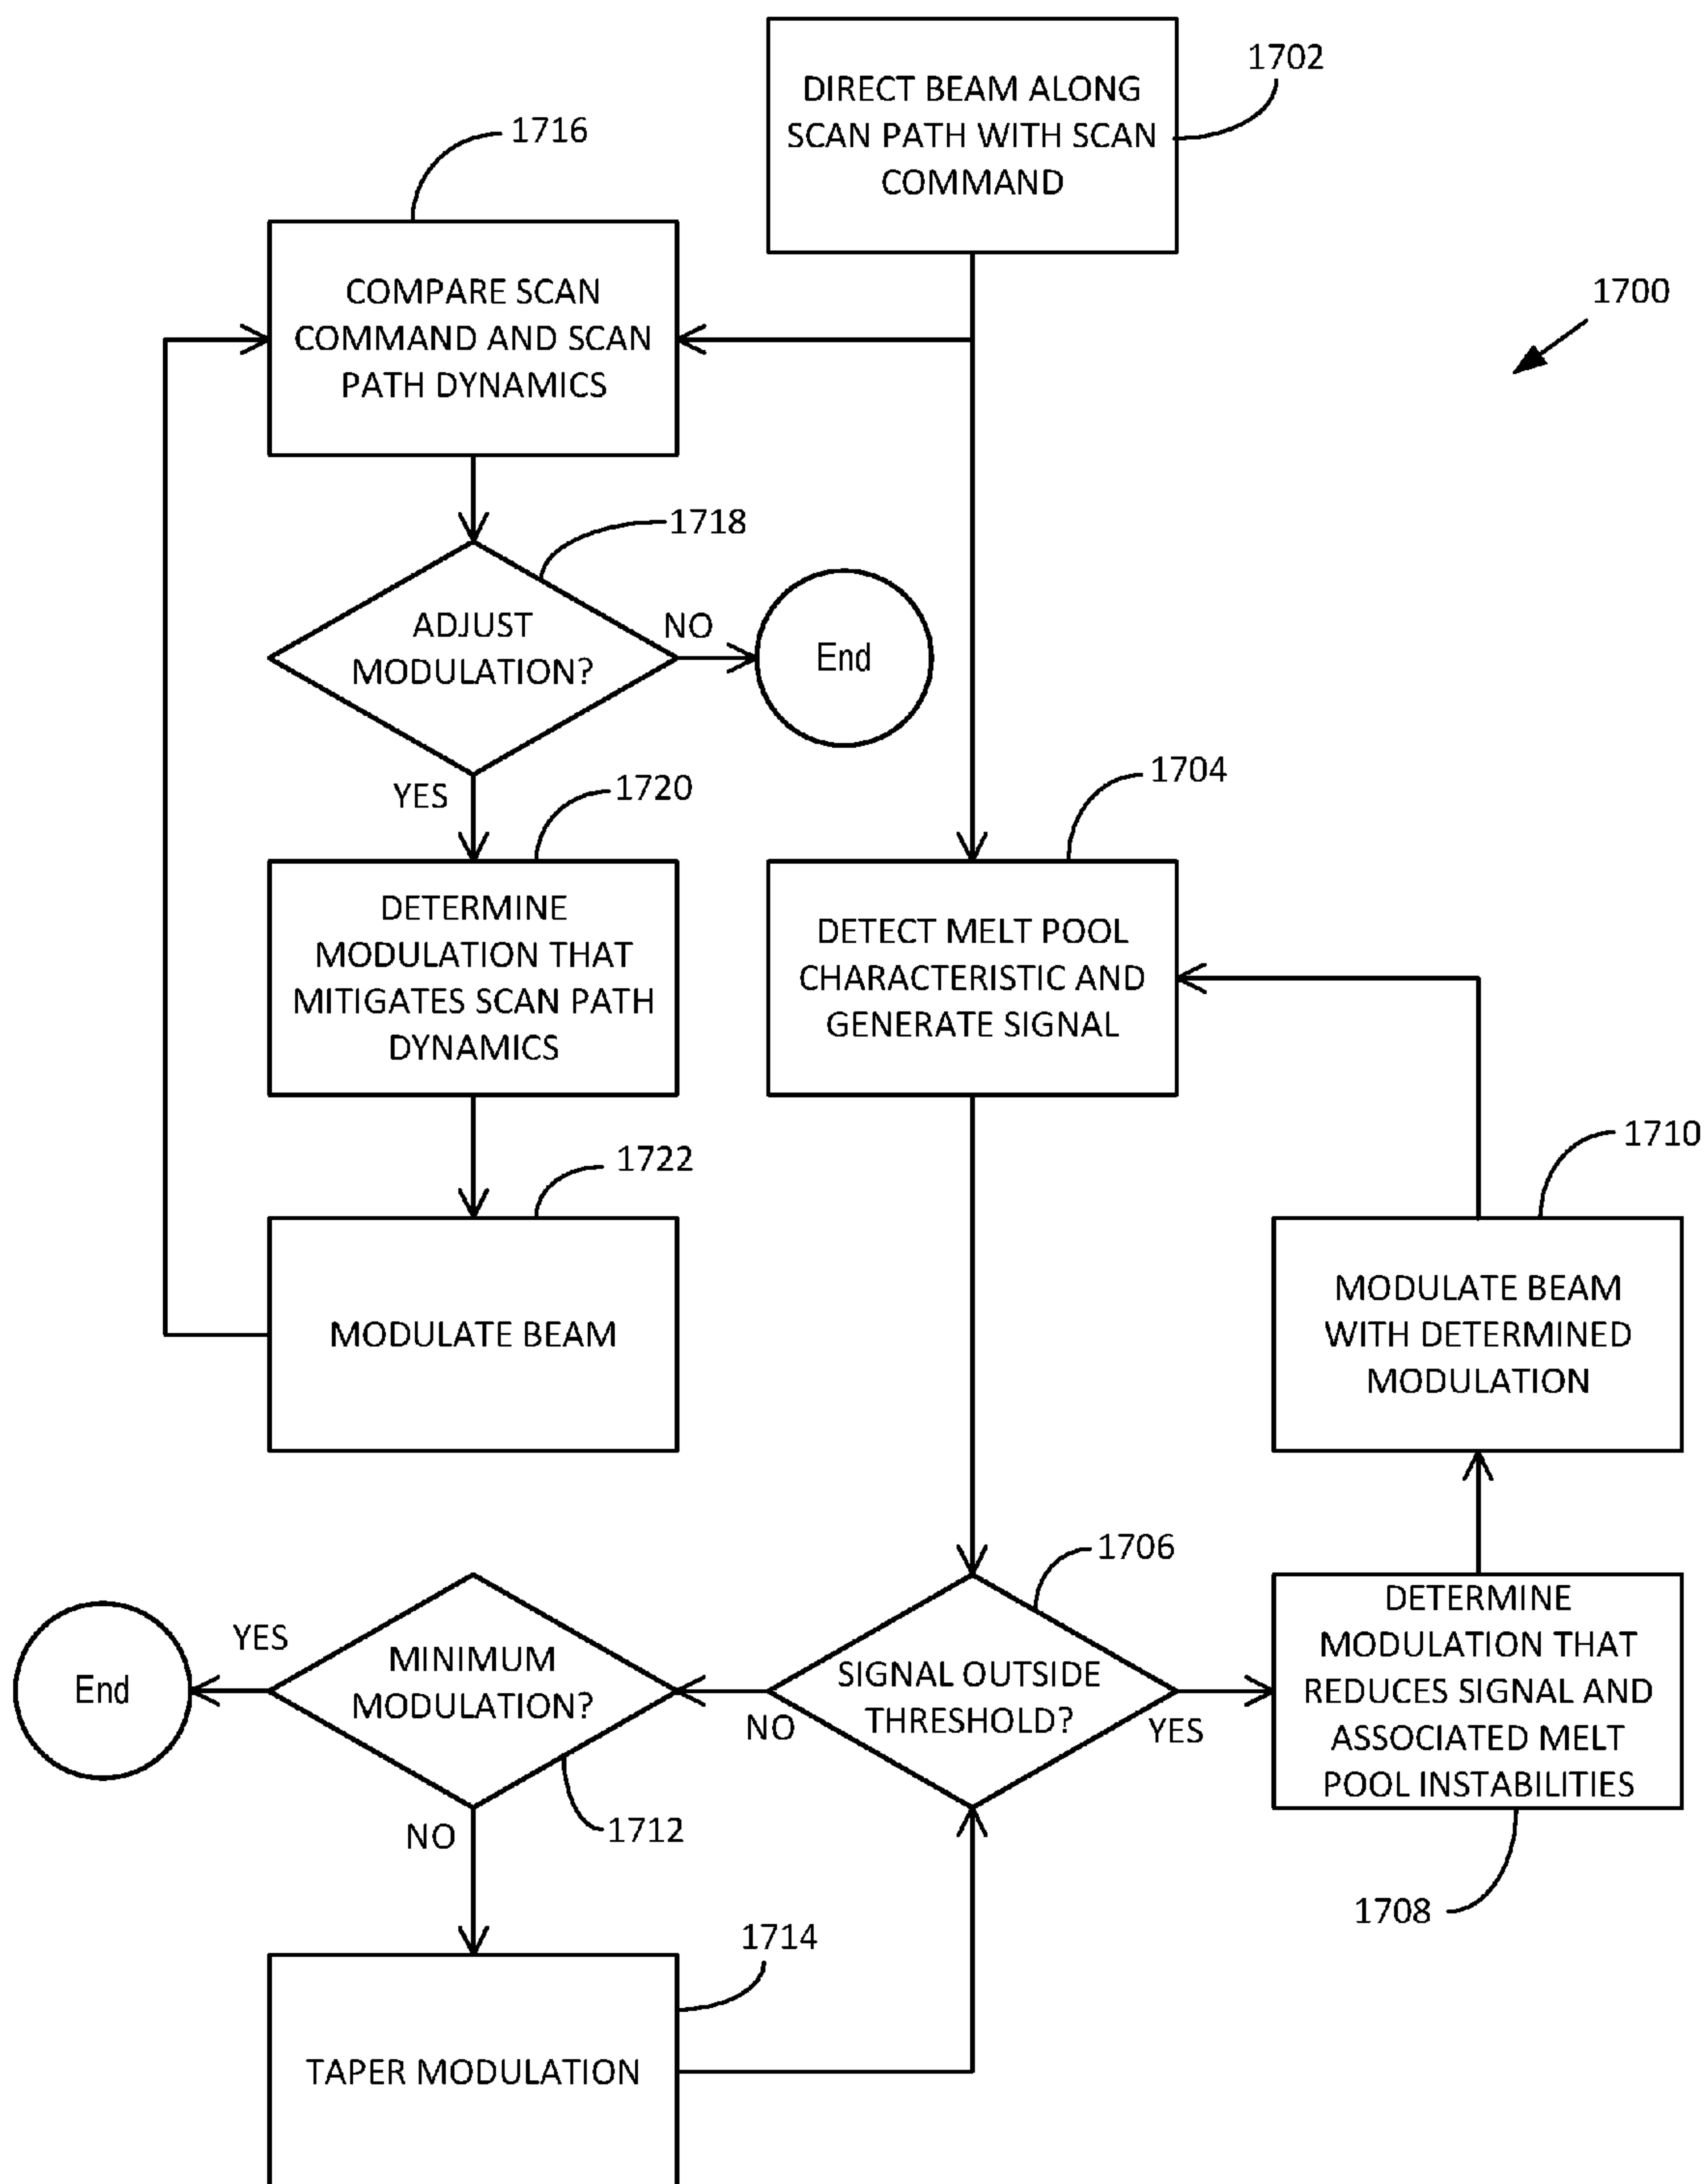 DIRECT BEAM ALONG
SCAN PATH WITH SCAN
COMMAND
1702
1716
COMPARE SCAN
COMMAND AND SCAN
PATH DYNAMICS
1700
1718
ADJUST
MODULATION?
NO
End
YES
1720
1704
DETERMINE
MODULATION THAT
MITIGATES SCAN PATH
DYNAMICS
DETECT MELT POOL
CHARACTERISTIC AND
GENERATE SIGNAL
1722
MODULATE BEAM
1710
MODULATE BEAM
WITH DETERMINED
MODULATION
1706
SIGNAL OUTSIDE
THRESHOLD?
YES
NO
DETERMINE
MODULATION THAT
REDUCES SIGNAL AND
ASSOCIATED MELT
POOL INSTABILITIES
1708
MINIMUM
MODULATION?
YES
End
1712
NO
1714
TAPER MODULATION